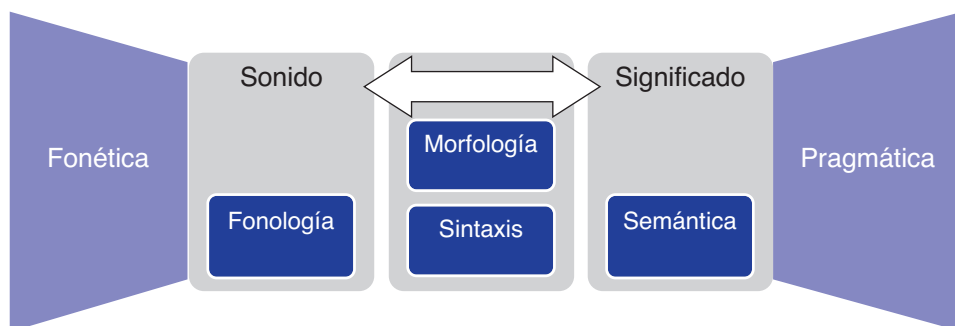 Sonido
Significado
Fonética
Morfología
Pragmática
Fonología
Sintaxis
Semántica